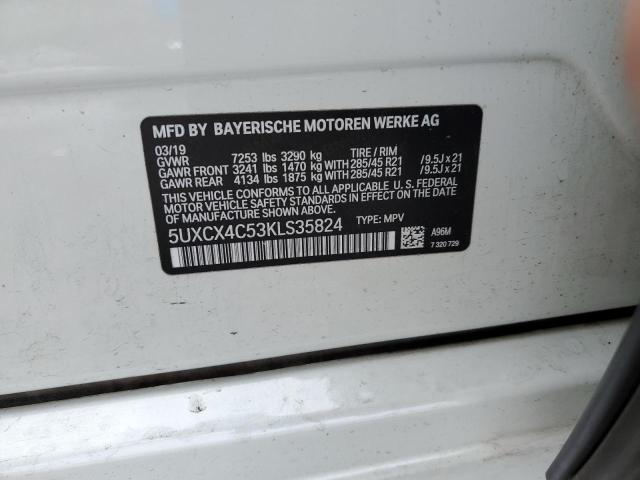 MFD BY BAYERISCHE MOTOREN WERKE AG
03/19 TIRE / RIM
GVWR 7253 lbs 3290 kg
GAWR FRONT 3241 lbs 1470 kg WITH 285/45 R21 /9.5J x 21
GAWR REAR 4134 lbs 1875 kg WITH 285/45 R21 /9.5J x 21
THIS VEHICLE CONFORMS TO ALL APPLICABLE U. S. FEDERAL
MOTOR VEHICLE SAFETY STANDARDS IN EFFECT ON THE DATE
OF MANUFACTURE SHOWN ABOVE.
5UXCX4C53KLS35824 TYPE: MPV
A96M
7 320 729